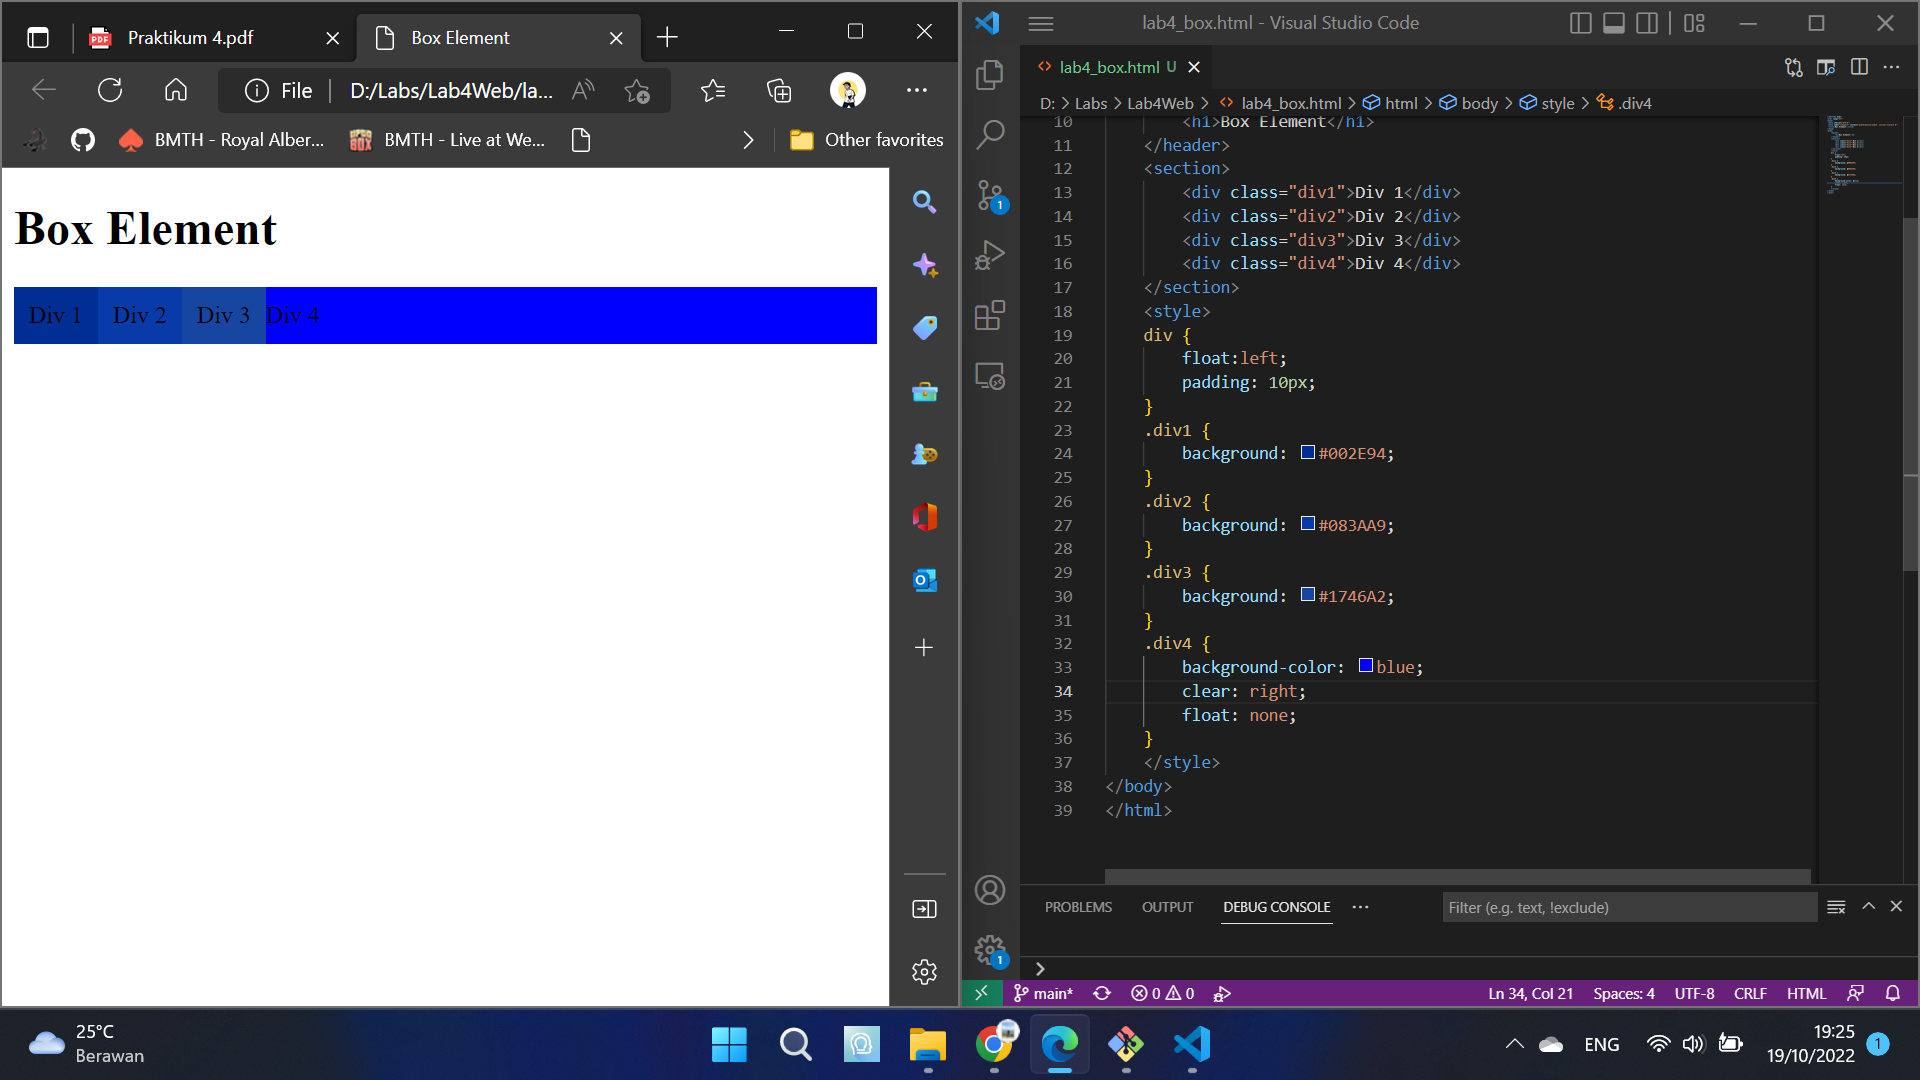 Praktikum 4.pdf
Box Element
File
D:/Labs/Lab4Web/la...
BMTH - Royal Alber...
BMTH - Live at We...
Other favorites
Box Element
Div 1
Div 2
Div 3
Div 4
lab4_box.html - Visual Studio Code
lab4_box.html U
D: > Labs > Lab4Web > lab4_box.html > html > body > style > .div4
10 <h1>Box Element</h1>
11 </header>
12 <section>
13 <div class="div1">Div 1</div>
14 <div class="div2">Div 2</div>
15 <div class="div3">Div 3</div>
16 <div class="div4">Div 4</div>
17 </section>
18 <style>
19 div {
20 float:left;
21 padding: 10px;
22 }
23 .div1 {
24 background: #002E94;
25 }
26 .div2 {
27 background: #083AA9;
28 }
29 .div3 {
30 background: #1746A2;
31 }
32 .div4 {
33 background-color: blue;
34 clear: right;
35 float: none;
36 }
37 </style>
38 </body>
39 </html>
PROBLEMS OUTPUT DEBUG CONSOLE
Filter (e.g. text, !exclude)
main* 0 0 Ln 34, Col 21 Spaces: 4 UTF-8 CRLF HTML
25°C
Berawan
ENG
19:25
19/10/2022
1